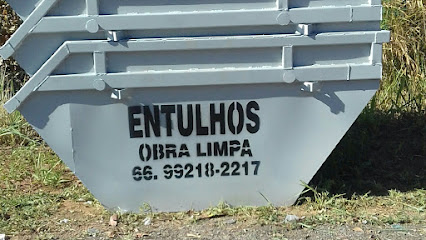 ENTULHOS
OBRA LIMPA
66. 99218-2217